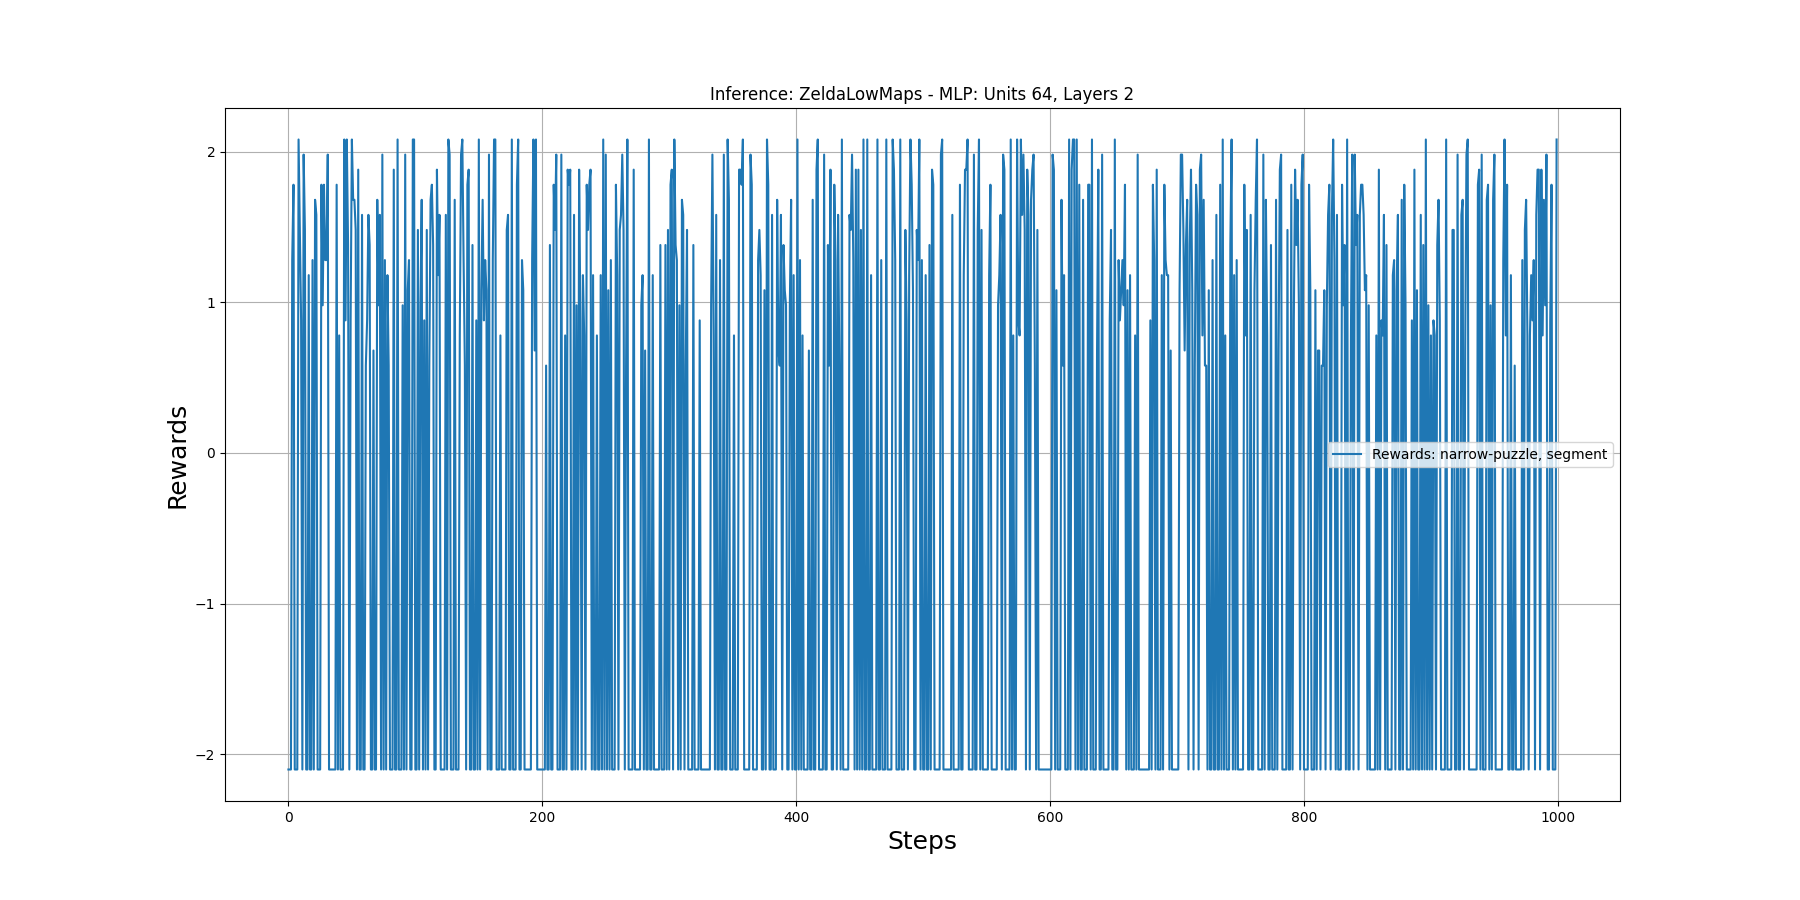 Inference: ZeldaLowMaps - MLP: Units 64, Layers 2
Rewards
2
1
0
−1
−2
Rewards: narrow-puzzle, segment
0
200
400
600
800
1000
Steps